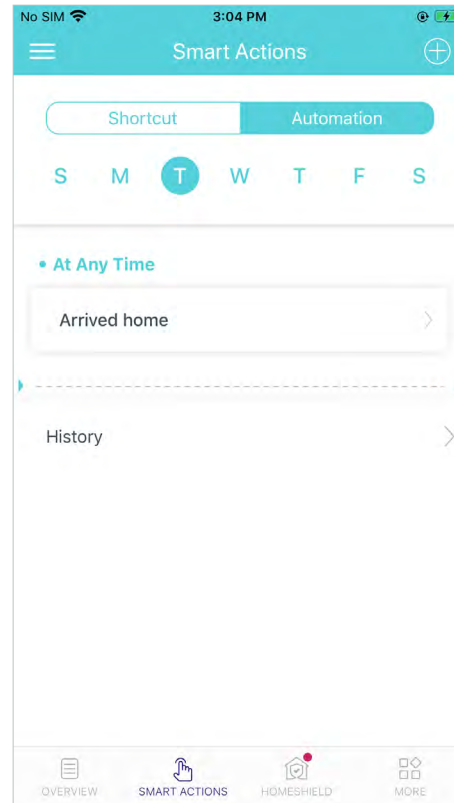 No SIM 3:04 PM
Smart Actions
Shortcut Automation
S M T W T F S
• At Any Time
Arrived home
History
OVERVIEW SMART ACTIONS HOMESHIELD MORE